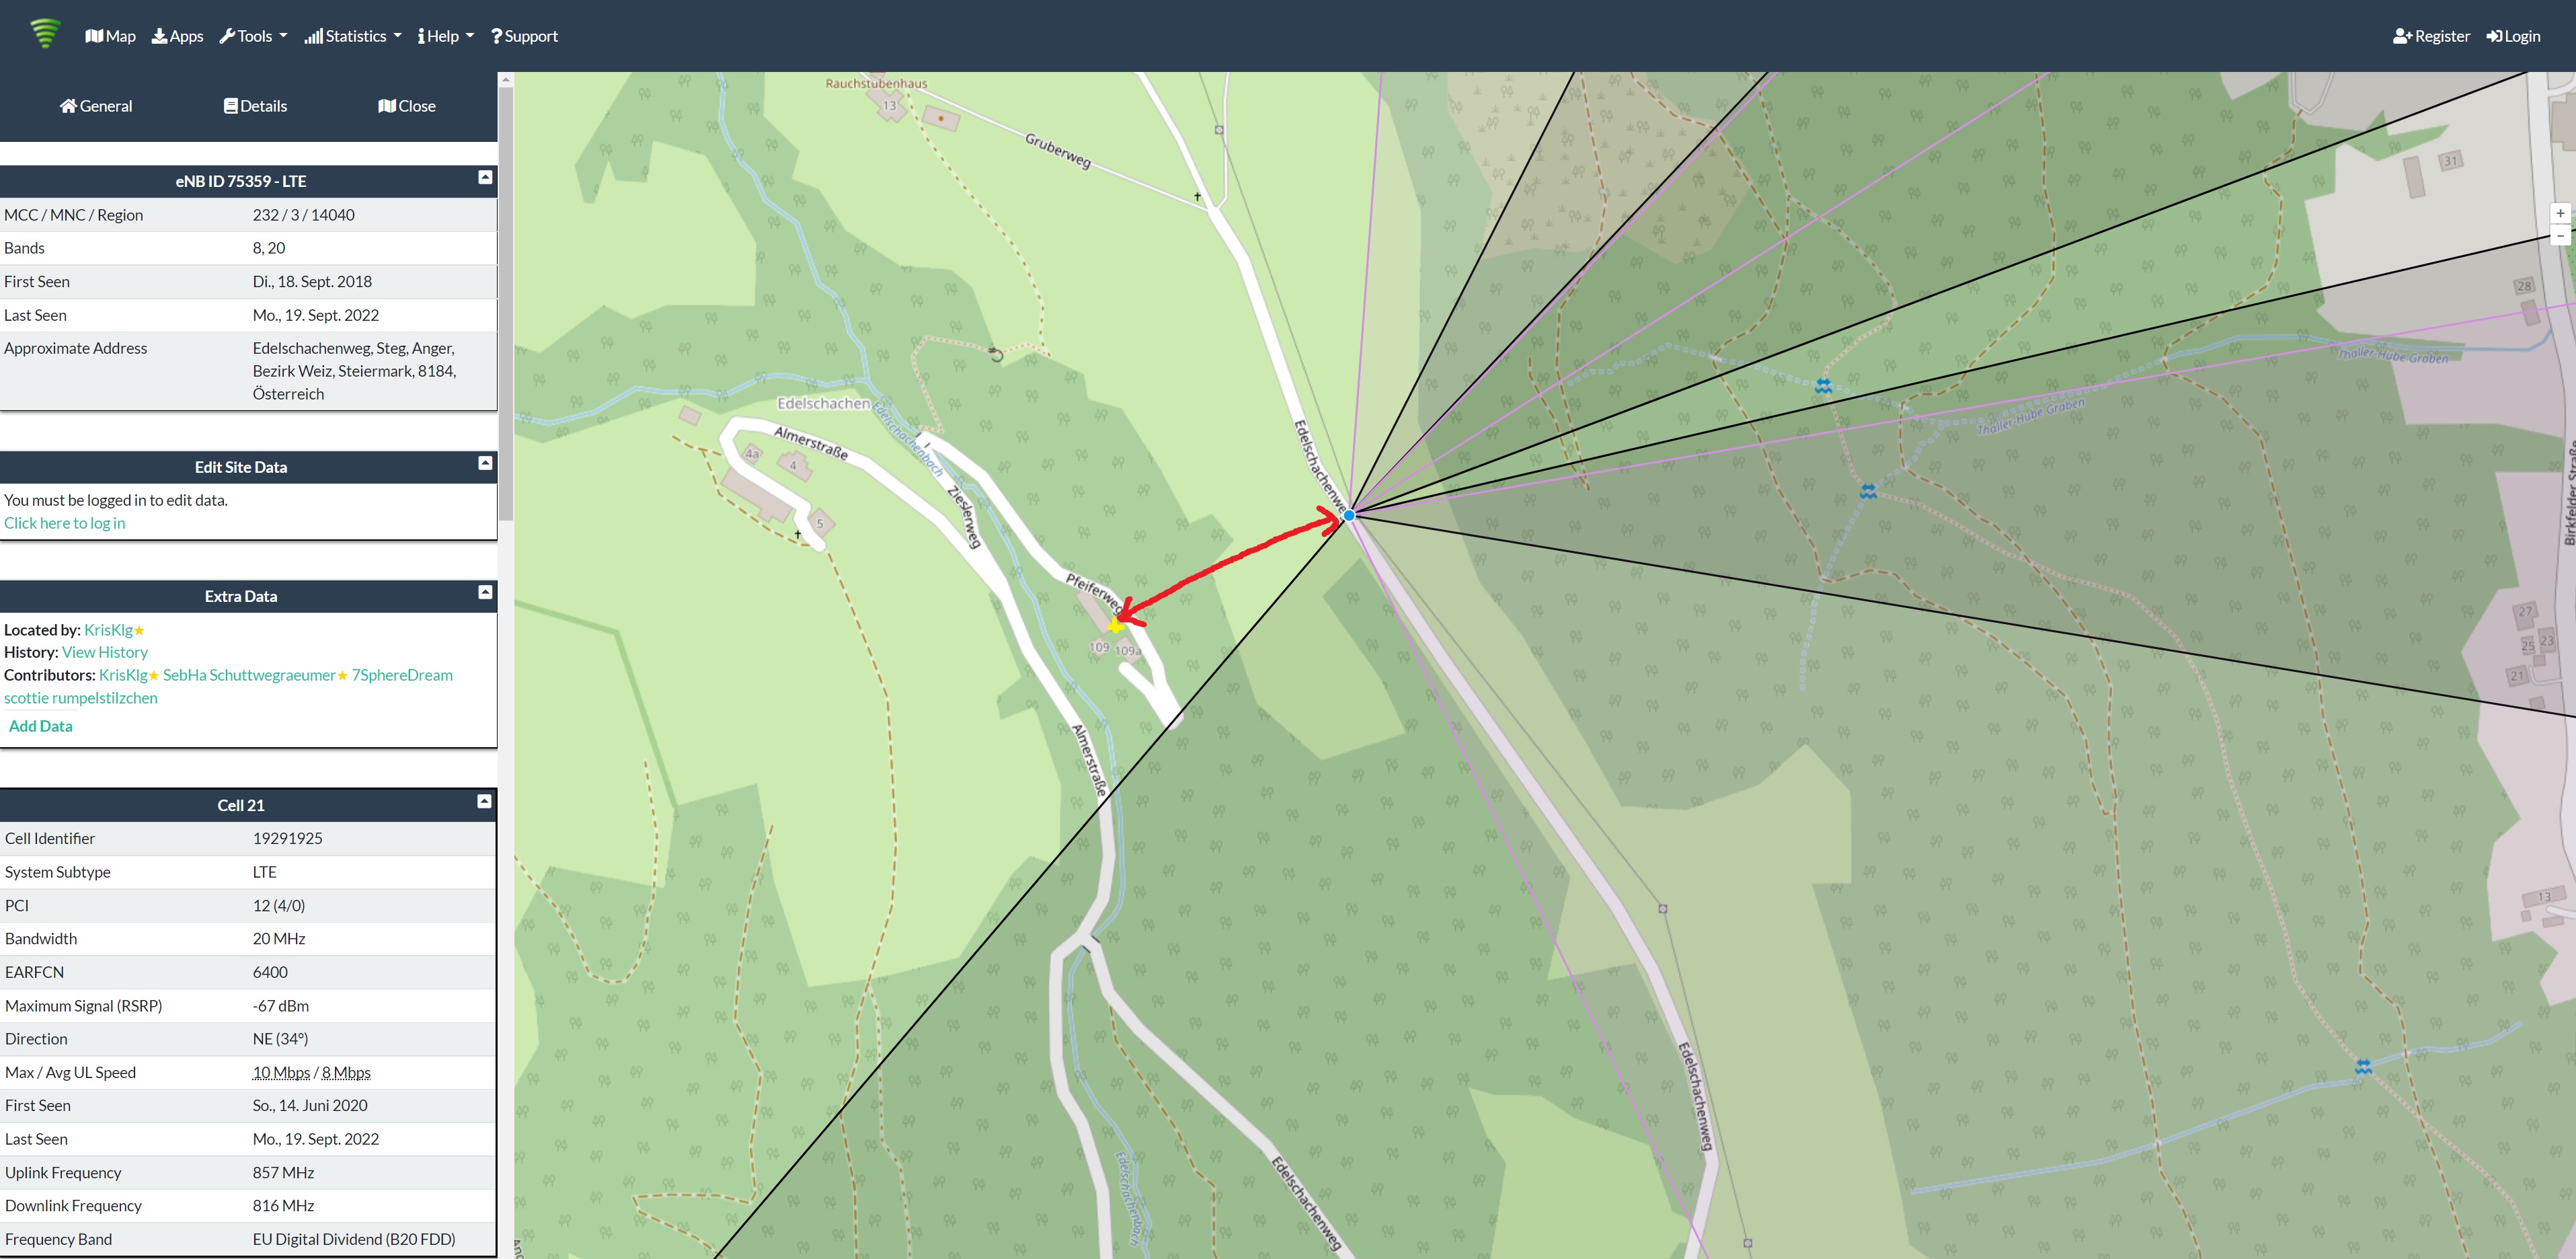 Map Apps Tools Statistics Help Support Register Login
General Details Close
eNB ID 75359 - LTE
MCC / MNC / Region 232 / 3 / 14040
Bands 8, 20
First Seen Di., 18. Sept. 2018
Last Seen Mo., 19. Sept. 2022
Approximate Address Edelschachenweg, Steg, Anger,
Bezirk Weiz, Steiermark, 8184,
Österreich
Edit Site Data
You must be logged in to edit data.
Click here to log in
Extra Data
Located by: KrisKlg
History: View History
Contributors: KrisKlg SebHa Schuttwegraeumer 7SphereDream
scottie rumpelstilzchen
Add Data
Cell 21
Cell Identifier 19291925
System Subtype LTE
PCI 12 (4/0)
Bandwidth 20 MHz
EARFCN 6400
Maximum Signal (RSRP) -67 dBm
Direction NE (34°)
Max / Avg UL Speed 10 Mbps / 8 Mbps
First Seen So., 14. Juni 2020
Last Seen Mo., 19. Sept. 2022
Uplink Frequency 857 MHz
Downlink Frequency 816 MHz
Frequency Band EU Digital Dividend (B20 FDD)
Rauchstubenhaus
13
Gruberweg
31
+
−
28
Thaller-Hube Graben
Edelschachen
Edelschachenbach
Thaller-Hube Graben
Edelschachenweg
Almerstraße
4a
4
5
Zieslerweg
Birkfelder Straße
Pfeiferweg
109
109a
27
25
23
21
Almerstraße
13
Edelschachenweg
Edelschachenbach
Edelschachenweg